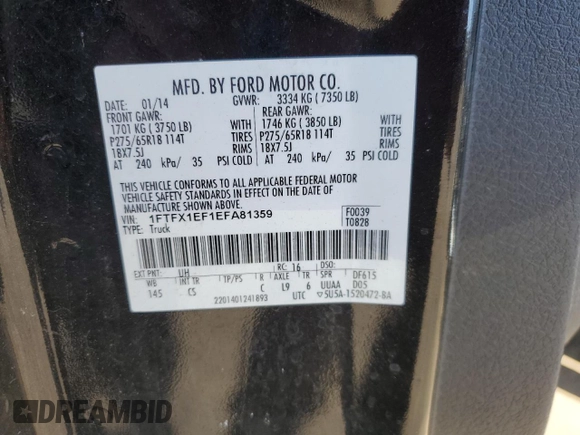 MFD. BY FORD MOTOR CO.
DATE: 01/14 GVWR: 3334 KG ( 7350 LB)
FRONT GAWR: REAR GAWR:
1701 KG ( 3750 LB) WITH 1746 KG ( 3850 LB) WITH
P275/65R18 114T TIRES P275/65R18 114T TIRES
18X7.5J RIMS 18X7.5J RIMS
AT 240 kPa/ 35 PSI COLD AT 240 kPa/ 35 PSI COLD
THIS VEHICLE CONFORMS TO ALL APPLICABLE FEDERAL MOTOR
VEHICLE SAFETY STANDARDS IN EFFECT ON THE DATE OF
MANUFACTURE SHOWN ABOVE.
VIN: 1FTFX1EF1EFA81359 F0039
TYPE: Truck T0828
EXT PNT: UH RC: 16 DSO:
WB INT TR TP/PS R AXLE TR SPR DF615
145 CS C L9 6 UUAA D05
2201401241893 UTC ▽5U5A-1520472-BA
DREAMBID